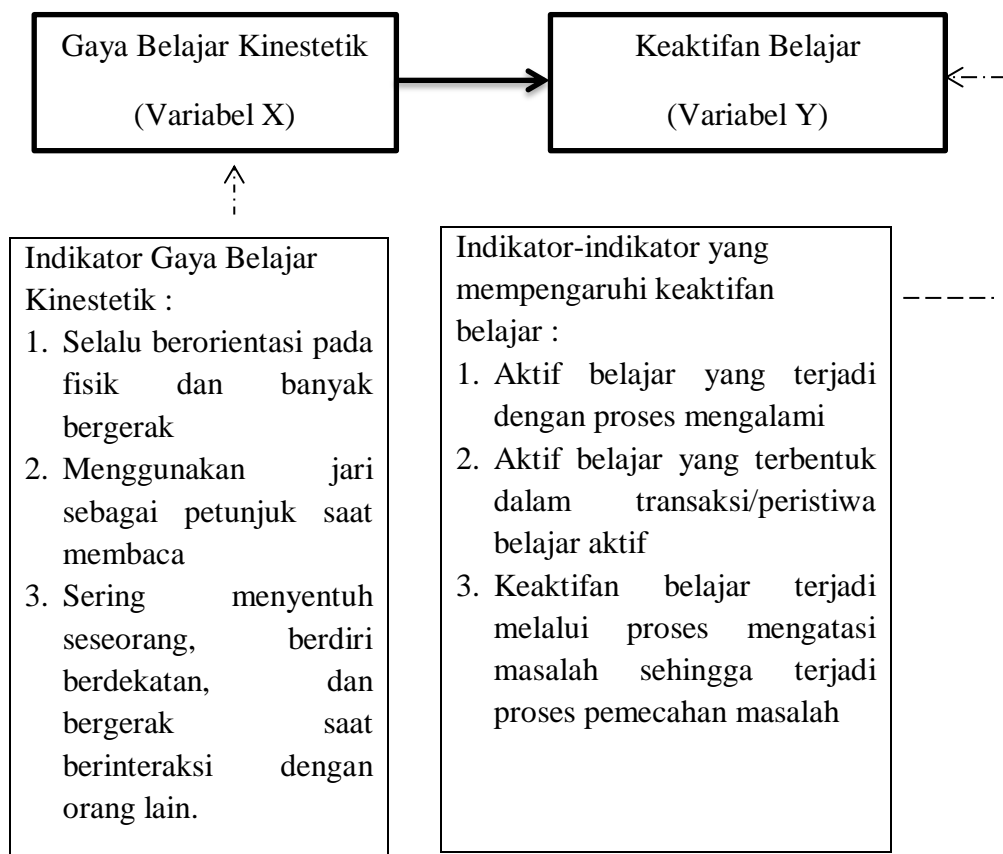 Gaya Belajar Kinestetik
(Variabel X)
Keaktifan Belajar
(Variabel Y)
Indikator Gaya Belajar
Kinestetik :
1. Selalu berorientasi pada
fisik dan banyak
bergerak
2. Menggunakan jari
sebagai petunjuk saat
membaca
3. Sering menyentuh
seseorang, berdiri
berdekatan, dan
bergerak saat
berinteraksi dengan
orang lain.
Indikator-indikator yang
mempengaruhi keaktifan
belajar :
1. Aktif belajar yang terjadi
dengan proses mengalami
2. Aktif belajar yang terbentuk
dalam transaksi/peristiwa
belajar aktif
3. Keaktifan belajar terjadi
melalui proses mengatasi
masalah sehingga terjadi
proses pemecahan masalah